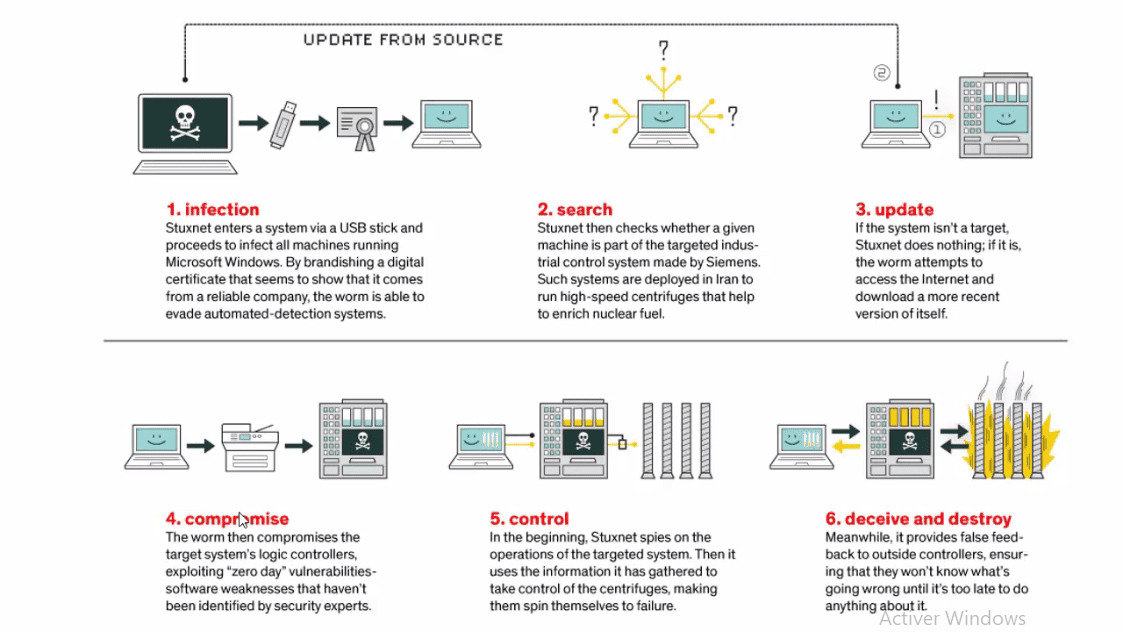 UPDATE FROM SOURCE
?
?
?
2
!
1
1. infection
Stuxnet enters a system via a USB stick and
proceeds to infect all machines running
Microsoft Windows. By brandishing a digital
certificate that seems to show that it comes
from a reliable company, the worm is able to
evade automated-detection systems.
2. search
Stuxnet then checks whether a given
machine is part of the targeted indus-
trial control system made by Siemens.
Such systems are deployed in Iran to
run high-speed centrifuges that help
to enrich nuclear fuel.
3. update
If the system isn't a target,
Stuxnet does nothing; if it is,
the worm attempts to
access the Internet and
download a more recent
version of itself.
4. compromise
The worm then compromises the
target system's logic controllers,
exploiting "zero day" vulnerabilities-
software weaknesses that haven't
been identified by security experts.
5. control
In the beginning, Stuxnet spies on the
operations of the targeted system. Then it
uses the information it has gathered to
take control of the centrifuges, making
them spin themselves to failure.
6. deceive and destroy
Meanwhile, it provides false feed-
back to outside controllers, ensur-
ing that they won't know what's
going wrong until it's too late to do
anything about it.
Activer Windows